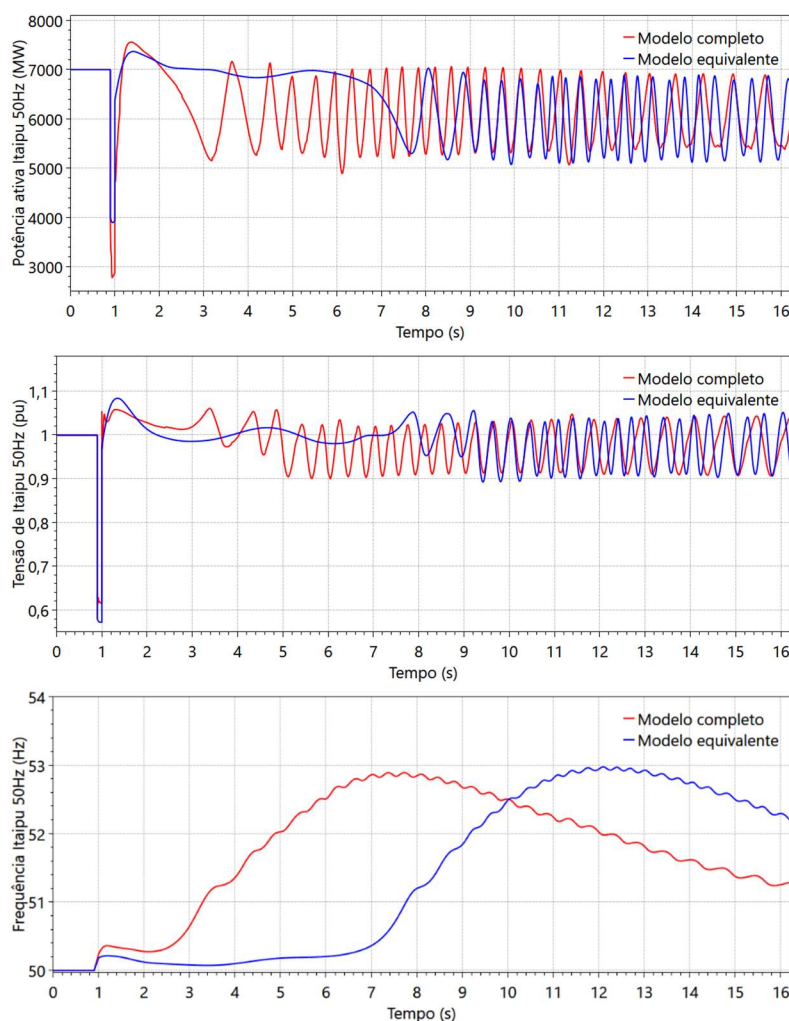 Potência ativa Itaipu 50Hz (MW)
8000
7000
6000
5000
4000
3000
Modelo completo
Modelo equivalente
0 1 2 3 4 5 6 7 8 9 10 11 12 13 14 15 16
Tempo (s)
Tensão de Itaipu 50Hz (pu)
1,1
1
0,9
0,8
0,7
0,6
Modelo completo
Modelo equivalente
0 1 2 3 4 5 6 7 8 9 10 11 12 13 14 15 16
Tempo (s)
Frequência Itaipu 50Hz (Hz)
54
53
52
51
50
Modelo completo
Modelo equivalente
0 1 2 3 4 5 6 7 8 9 10 11 12 13 14 15 16
Tempo (s)